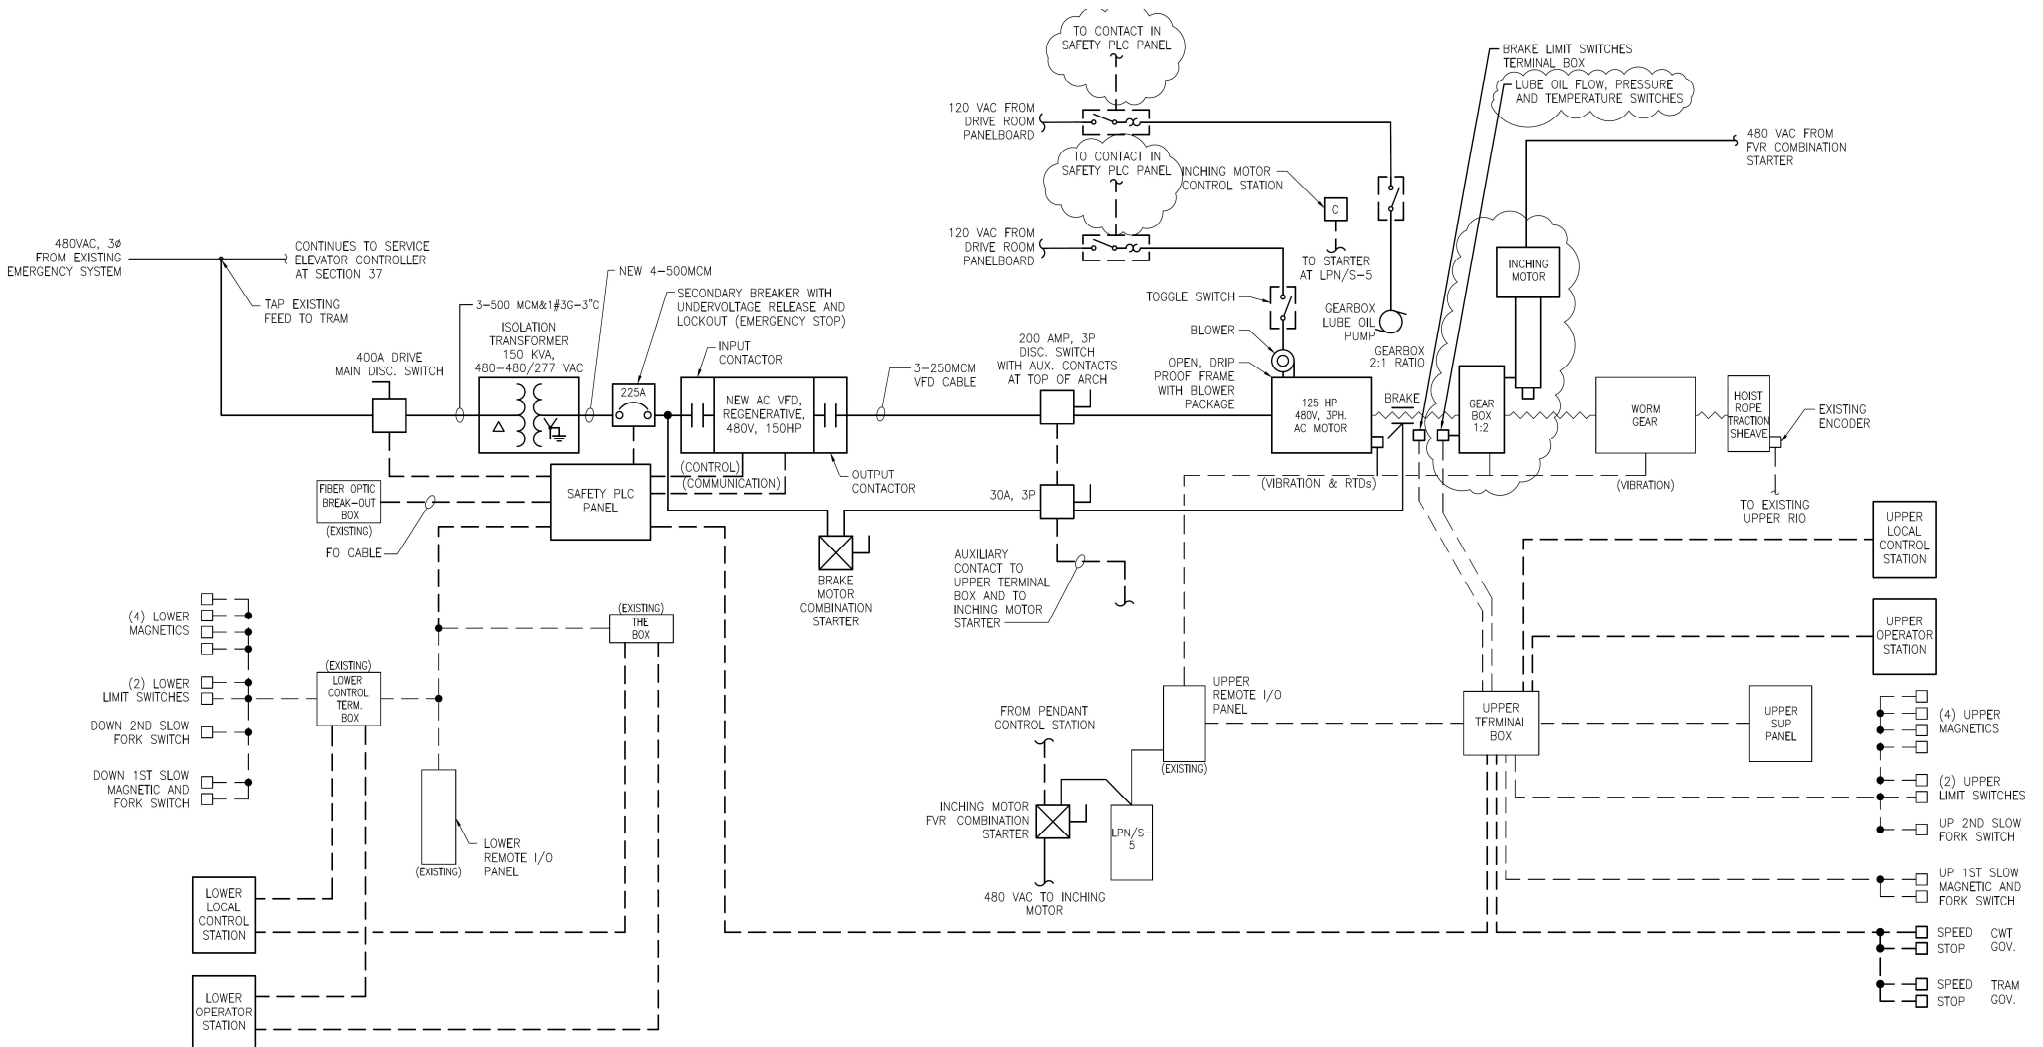 TO CONTACT IN
SAFETY PLC PANEL
120 VAC FROM
DRIVE ROOM
PANELBOARD
TO CONTACT IN
SAFETY PLC PANEL
120 VAC FROM
DRIVE ROOM
PANELBOARD
INCHING MOTOR
CONTROL STATION
C
TO STARTER
AT LPN/S-5
BRAKE LIMIT SWITCHES
TERMINAL BOX
LUBE OIL FLOW, PRESSURE
AND TEMPERATURE SWITCHES
480 VAC FROM
FVR COMBINATION
STARTER
480VAC, 3ø
FROM EXISTING
EMERGENCY SYSTEM
CONTINUES TO SERVICE
ELEVATOR CONTROLLER
AT SECTION 37
TAP EXISTING
FEED TO TRAM
400A DRIVE
MAIN DISC. SWITCH
3-500 MCM&1#3G-3"C
ISOLATION
TRANSFORMER
150 KVA,
480-480/277 VAC
NEW 4-500MCM
SECONDARY BREAKER WITH
UNDERVOLTAGE RELEASE AND
LOCKOUT (EMERGENCY STOP)
225A
INPUT
CONTACTOR
NEW AC VFD,
REGENERATIVE,
480V, 150HP
OUTPUT
CONTACTOR
3-250MCM
VFD CABLE
200 AMP, 3P
DISC. SWITCH
WITH AUX. CONTACTS
AT TOP OF ARCH
TOGGLE SWITCH
BLOWER
OPEN, DRIP
PROOF FRAME
WITH BLOWER
PACKAGE
GEARBOX
LUBE OIL
PUMP
GEARBOX
2:1 RATIO
125 HP
480V, 3PH.
AC MOTOR
BRAKE
INCHING
MOTOR
GEAR
BOX
1:2
WORM
GEAR
HOIST
ROPE
TRACTION
SHEAVE
EXISTING
ENCODER
TO EXISTING
UPPER RIO
(VIBRATION & RTDs)
(VIBRATION)
(CONTROL)
(COMMUNICATION)
SAFETY PLC
PANEL
FIBER OPTIC
BREAK-OUT
BOX
(EXISTING)
FO CABLE
BRAKE
MOTOR
COMBINATION
STARTER
30A, 3P
AUXILIARY
CONTACT TO
UPPER TERMINAL
BOX AND TO
INCHING MOTOR
STARTER
(EXISTING)
THE
BOX
(4) LOWER
MAGNETICS
(2) LOWER
LIMIT SWITCHES
DOWN 2ND SLOW
FORK SWITCH
DOWN 1ST SLOW
MAGNETIC AND
FORK SWITCH
(EXISTING)
LOWER
CONTROL
TERM.
BOX
LOWER
REMOTE I/O
PANEL
(EXISTING)
LOWER
LOCAL
CONTROL
STATION
LOWER
OPERATOR
STATION
FROM PENDANT
CONTROL STATION
INCHING MOTOR
FVR COMBINATION
STARTER
480 VAC TO INCHING
MOTOR
LPN/S-
5
UPPER
REMOTE I/O
PANEL
(EXISTING)
UPPER
TERMINAL
BOX
UPPER
SUP
PANEL
UPPER
LOCAL
CONTROL
STATION
UPPER
OPERATOR
STATION
(4) UPPER
MAGNETICS
(2) UPPER
LIMIT SWITCHES
UP 2ND SLOW
FORK SWITCH
UP 1ST SLOW
MAGNETIC AND
FORK SWITCH
SPEED CWT
STOP GOV.
SPEED TRAM
STOP GOV.